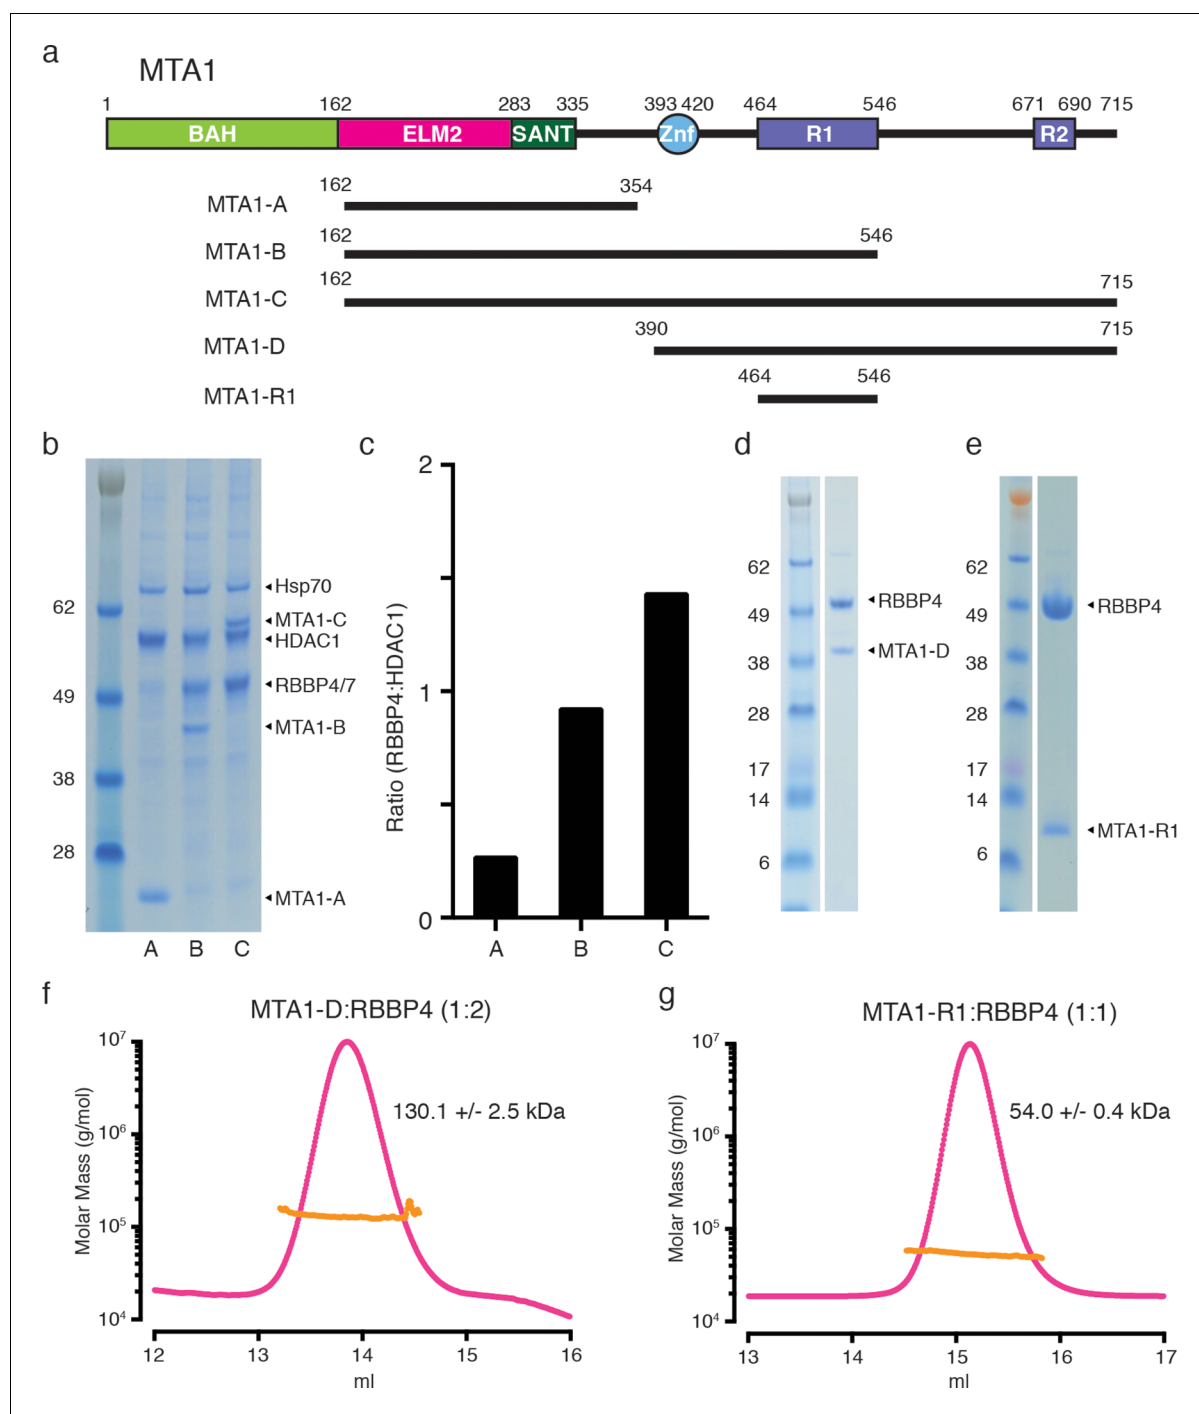 a
MTA1
1 162 283 335 393 420 464 546 671 690 715
BAH ELM2 SANT Znf R1 R2
162 354
MTA1-A
162 546
MTA1-B
162 715
MTA1-C
390 715
MTA1-D
464 546
MTA1-R1
b
62
49
38
28
Hsp70
MTA1-C
HDAC1
RBBP4/7
MTA1-B
MTA1-A
A B C
c
Ratio (RBBP4:HDAC1)
2
1
0
A B C
d
62
49
38
28
17
14
6
RBBP4
MTA1-D
e
62
49
38
28
17
14
6
RBBP4
MTA1-R1
f
MTA1-D:RBBP4 (1:2)
Molar Mass (g/mol)
10⁷
10⁶
10⁵
10⁴
130.1 +/- 2.5 kDa
12 13 14 15 16
ml
g
MTA1-R1:RBBP4 (1:1)
Molar Mass (g/mol)
10⁷
10⁶
10⁵
10⁴
54.0 +/- 0.4 kDa
13 14 15 16 17
ml